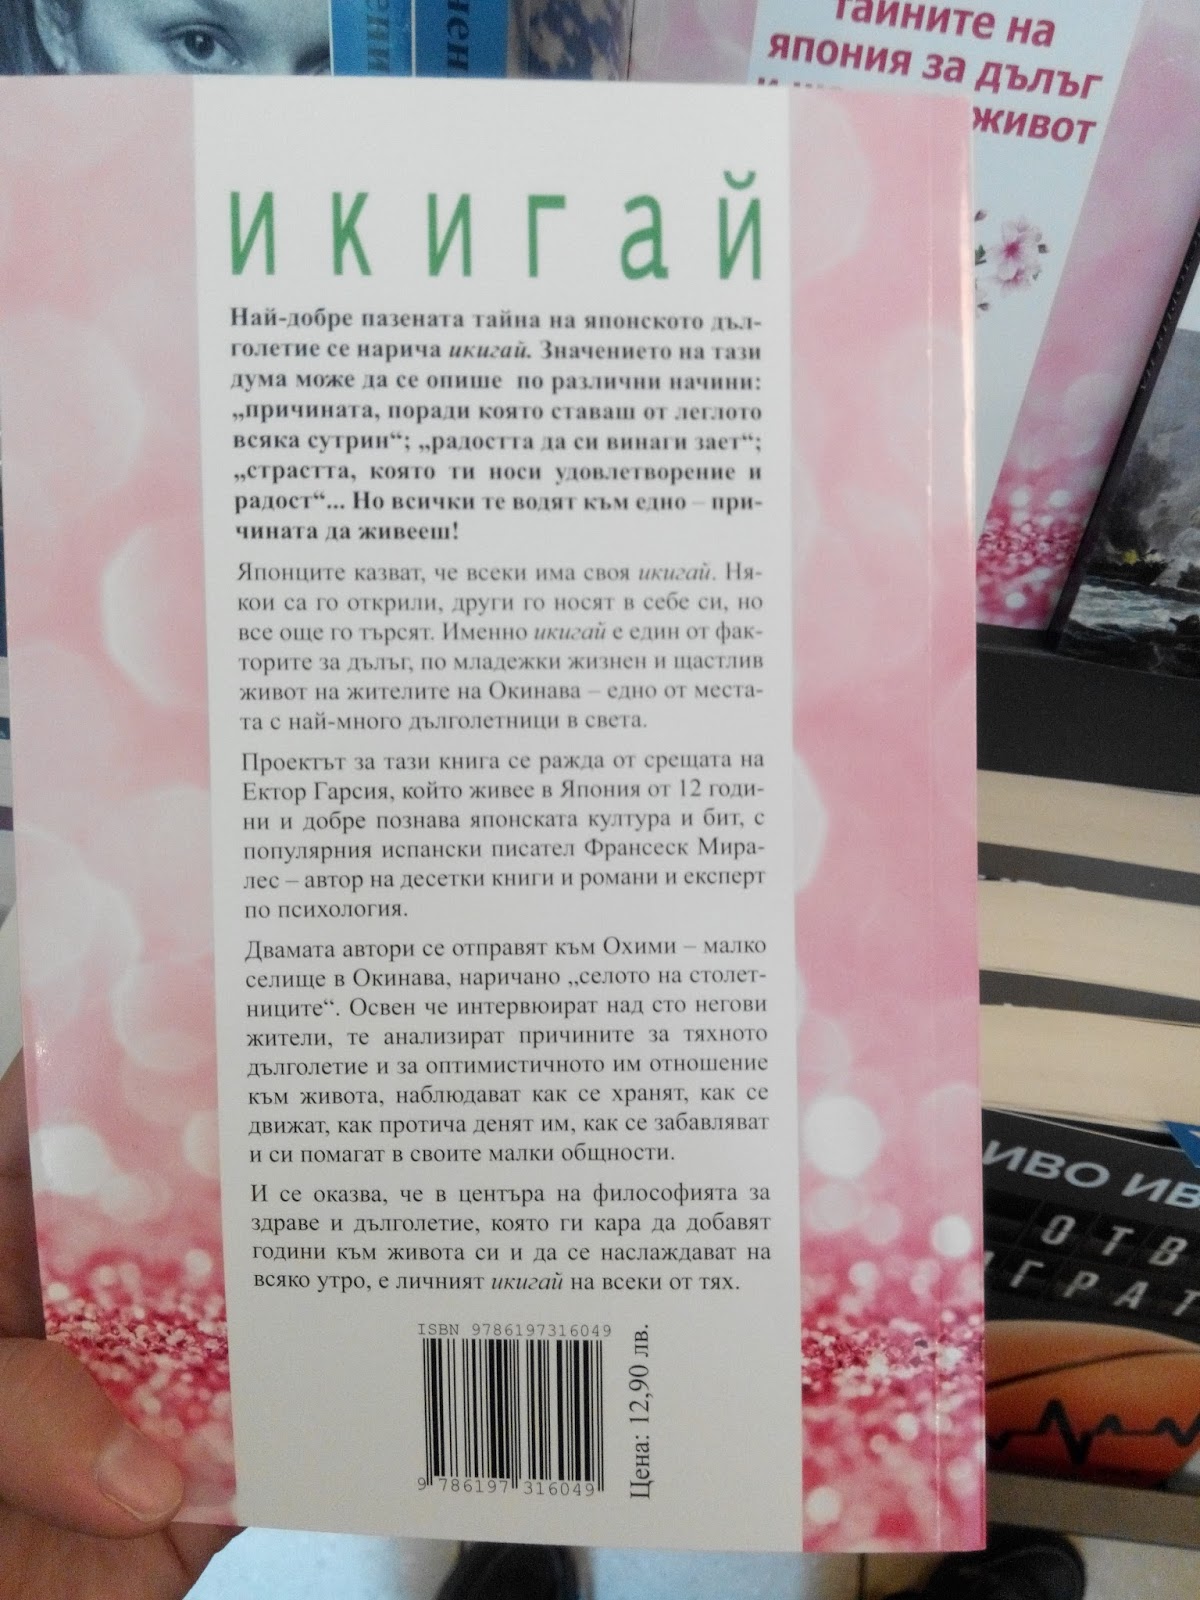 тайните на
япония за дълъг
живот
ИКИГаЙ
Най-добре пазената тайна на японското дъл-
голетие се нарича икигай. Значението на тази
дума може да се опише по различни начини:
„причината, поради която ставаш от леглото
всяка сутрин“; „радостта да си винаги зает“;
„страстта, която ти носи удовлетворение и
радост“... Но всички те водят към едно – при-
чината да живееш!
Японците казват, че всеки има своя икигай. Ня-
кои са го открили, други го носят в себе си, но
все още го търсят. Именно икигай е един от фак-
торите за дълъг, по младежки жизнен и щастлив
живот на жителите на Окинава – едно от места-
та с най-много дълголетници в света.
Проектът за тази книга се ражда от срещата на
Ектор Гарсия, който живее в Япония от 12 годи-
ни и добре познава японската култура и бит, с
популярния испански писател Франсеск Мира-
лес – автор на десетки книги и романи и експерт
по психология.
Двамата автори се отправят към Охими – малко
селище в Окинава, наричано „селото на столет-
ниците“. Освен че интервюират над сто негови
жители, те анализират причините за тяхното
дълголетие и за оптимистичното им отношение
към живота, наблюдават как се хранят, как се
движат, как протича денят им, как се забавляват
и си помагат в своите малки общности.
И се оказва, че в центъра на философията за
здраве и дълголетие, която ги кара да добавят
години към живота си и да се наслаждават на
всяко утро, е личният икигай на всеки от тях.
ISBN 9786197316049
9 786197 316049
Цена: 12,90 лв.
ИВО ИВ
ОТВ
ИГРАТ